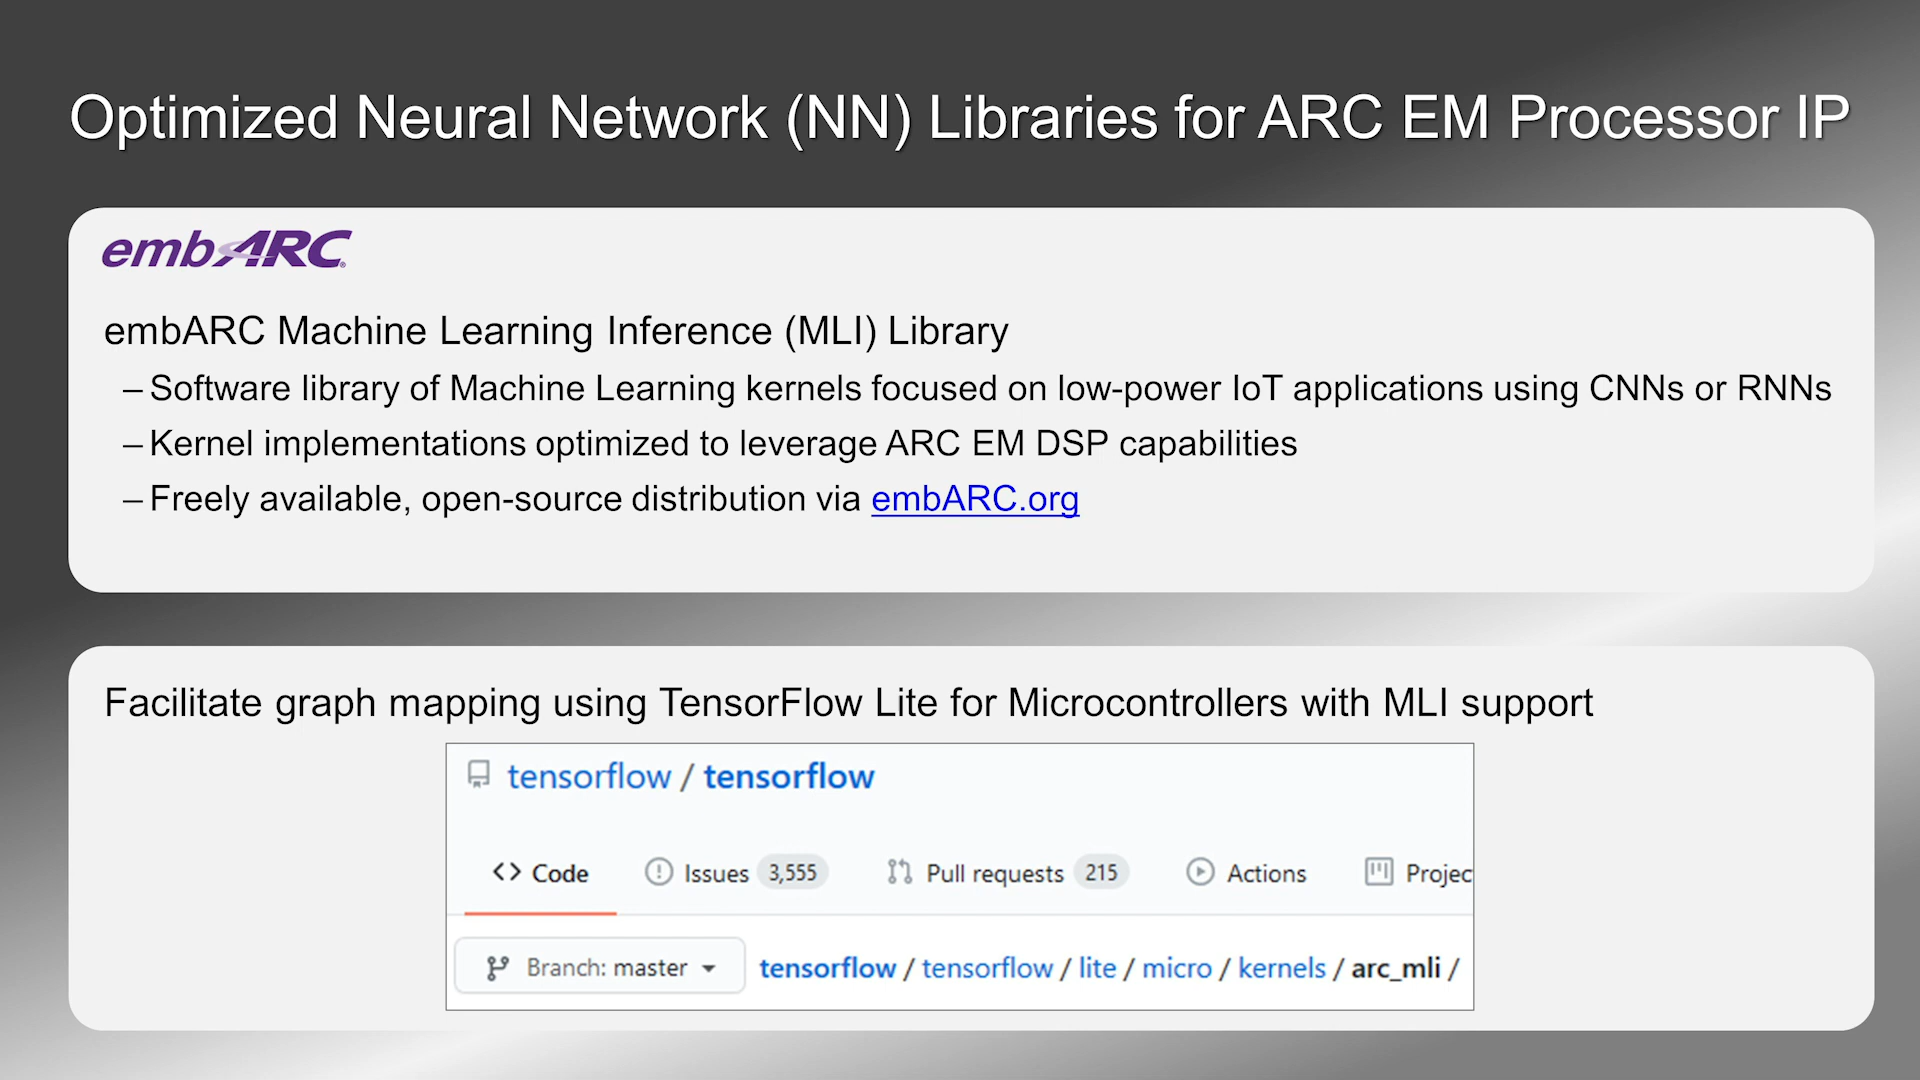 Optimized Neural Network (NN) Libraries for ARC EM Processor IP
embARC®
embARC Machine Learning Inference (MLI) Library
– Software library of Machine Learning kernels focused on low-power IoT applications using CNNs or RNNs
– Kernel implementations optimized to leverage ARC EM DSP capabilities
– Freely available, open-source distribution via embARC.org
Facilitate graph mapping using TensorFlow Lite for Microcontrollers with MLI support
tensorflow / tensorflow
<> Code Issues 3,555 Pull requests 215 Actions Projec
Branch: master tensorflow / tensorflow / lite / micro / kernels / arc_mli /